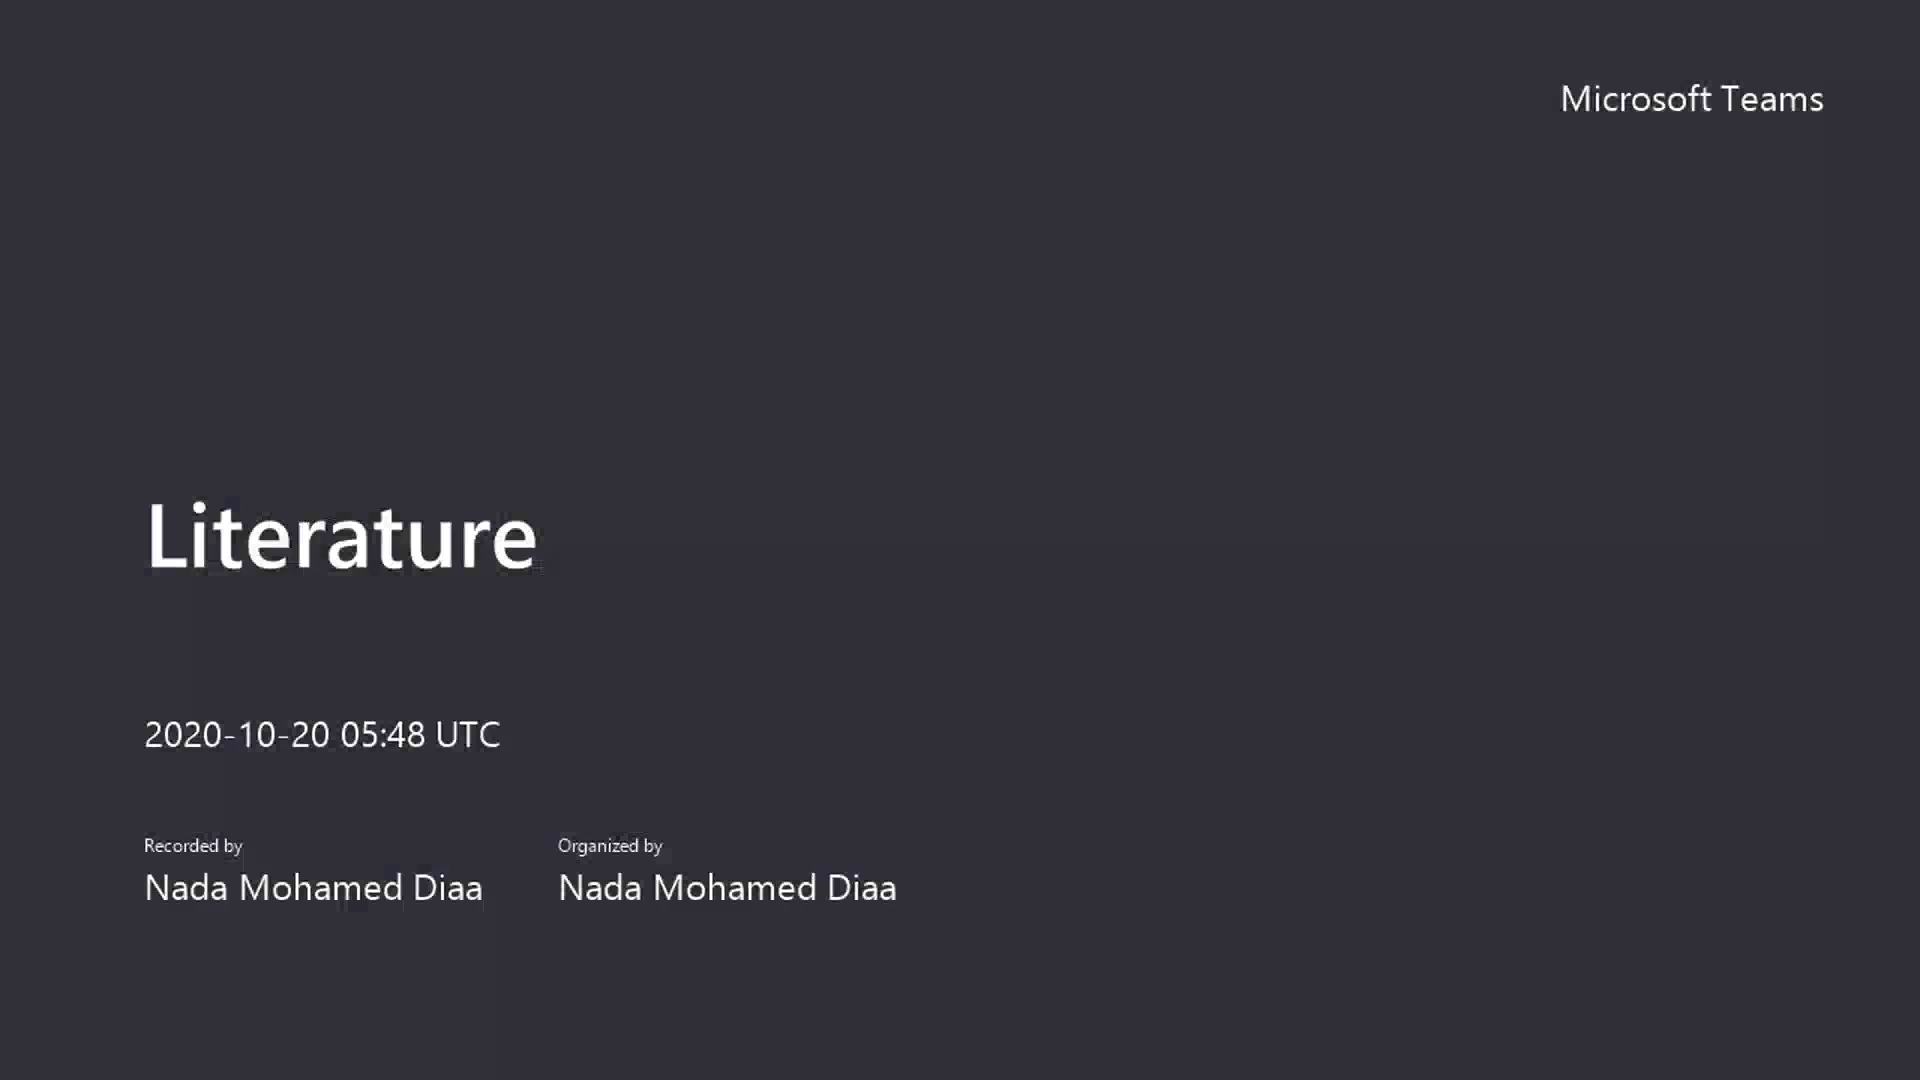 Microsoft Teams
Literature
2020-10-20 05:48 UTC
Recorded by
Nada Mohamed Diaa
Organized by
Nada Mohamed Diaa